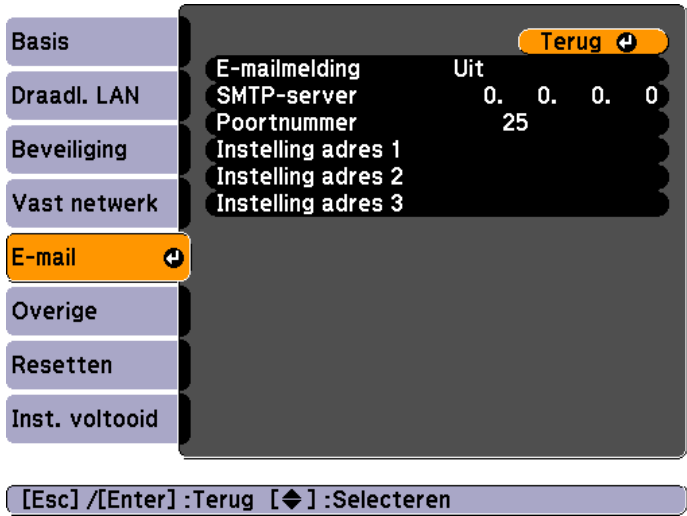 Basis
Draadl. LAN
Beveiliging
Vast netwerk
E-mail
Overige
Resetten
Inst. voltooid
Terug
E-mailmelding Uit
SMTP-server 0. 0. 0. 0
Poortnummer 25
Instelling adres 1
Instelling adres 2
Instelling adres 3
[Esc] /[Enter] :Terug [◆] :Selecteren